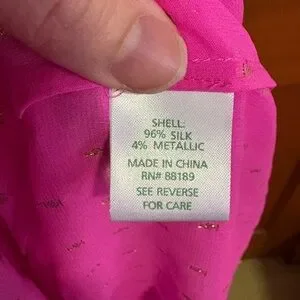 SHELL:
96% SILK
4% METALLIC
MADE IN CHINA
RN# 88189
SEE REVERSE
FOR CARE